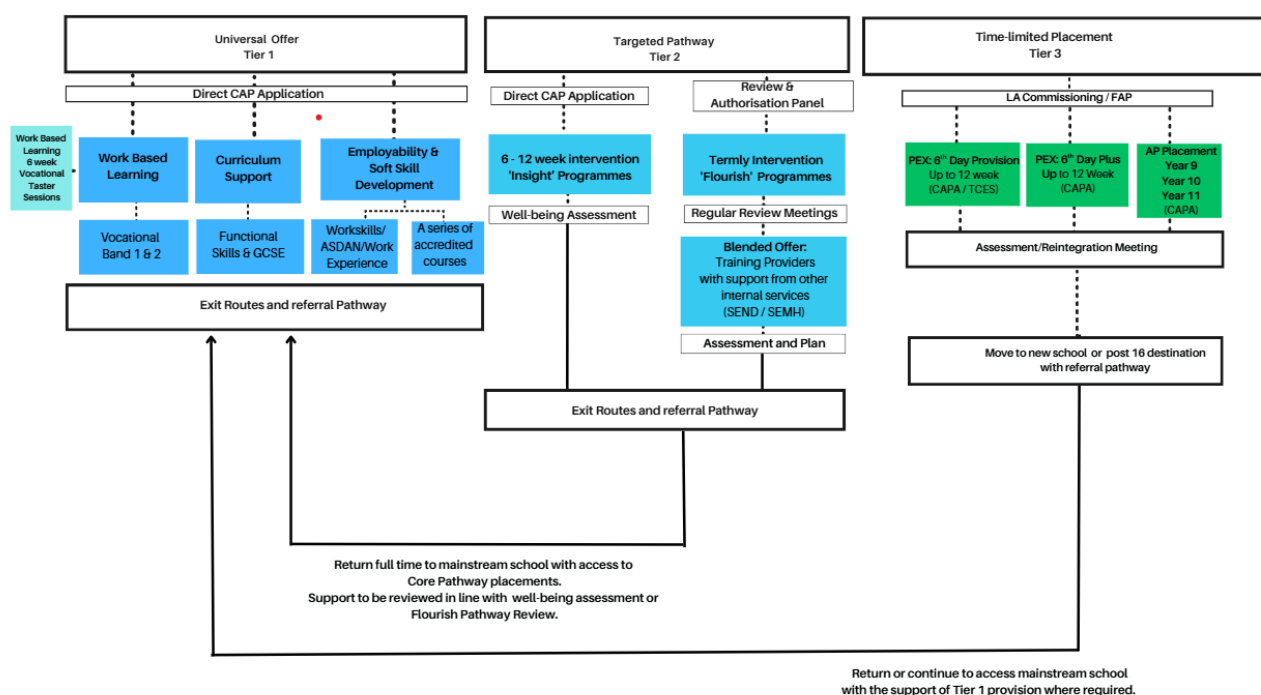 Universal Offer
Tier 1
Direct CAP Application
Work Based
Learning
6 week
Vocational
Taster
Sessions
Work Based
Learning
Curriculum
Support
Employability &
Soft Skill
Development
Vocational
Band 1 & 2
Functional
Skills & GCSE
Workskills/
ASDAN/Work
Experience
A series of
accredited
courses
Exit Routes and referral Pathway
Targeted Pathway
Tier 2
Direct CAP Application
Review &
Authorisation Panel
6 - 12 week intervention
'Insight' Programmes
Termly Intervention
'Flourish' Programmes
Well-being Assessment
Regular Review Meetings
Blended Offer:
Training Providers
with support from other
internal services
(SEND / SEMH)
Assessment and Plan
Exit Routes and referral Pathway
Time-limited Placement
Tier 3
LA Commissioning / FAP
PEX: 6th Day Provision
Up to 12 week
(CAPA / TCES)
PEX: 6th Day Plus
Up to 12 Week
(CAPA)
AP Placement
Year 9
Year 10
Year 11
(CAPA)
Assessment/Reintegration Meeting
Move to new school or post 16 destination
with referral pathway
Return full time to mainstream school with access to
Core Pathway placements.
Support to be reviewed in line with well-being assessment or
Flourish Pathway Review.
Return or continue to access mainstream school
with the support of Tier 1 provision where required.